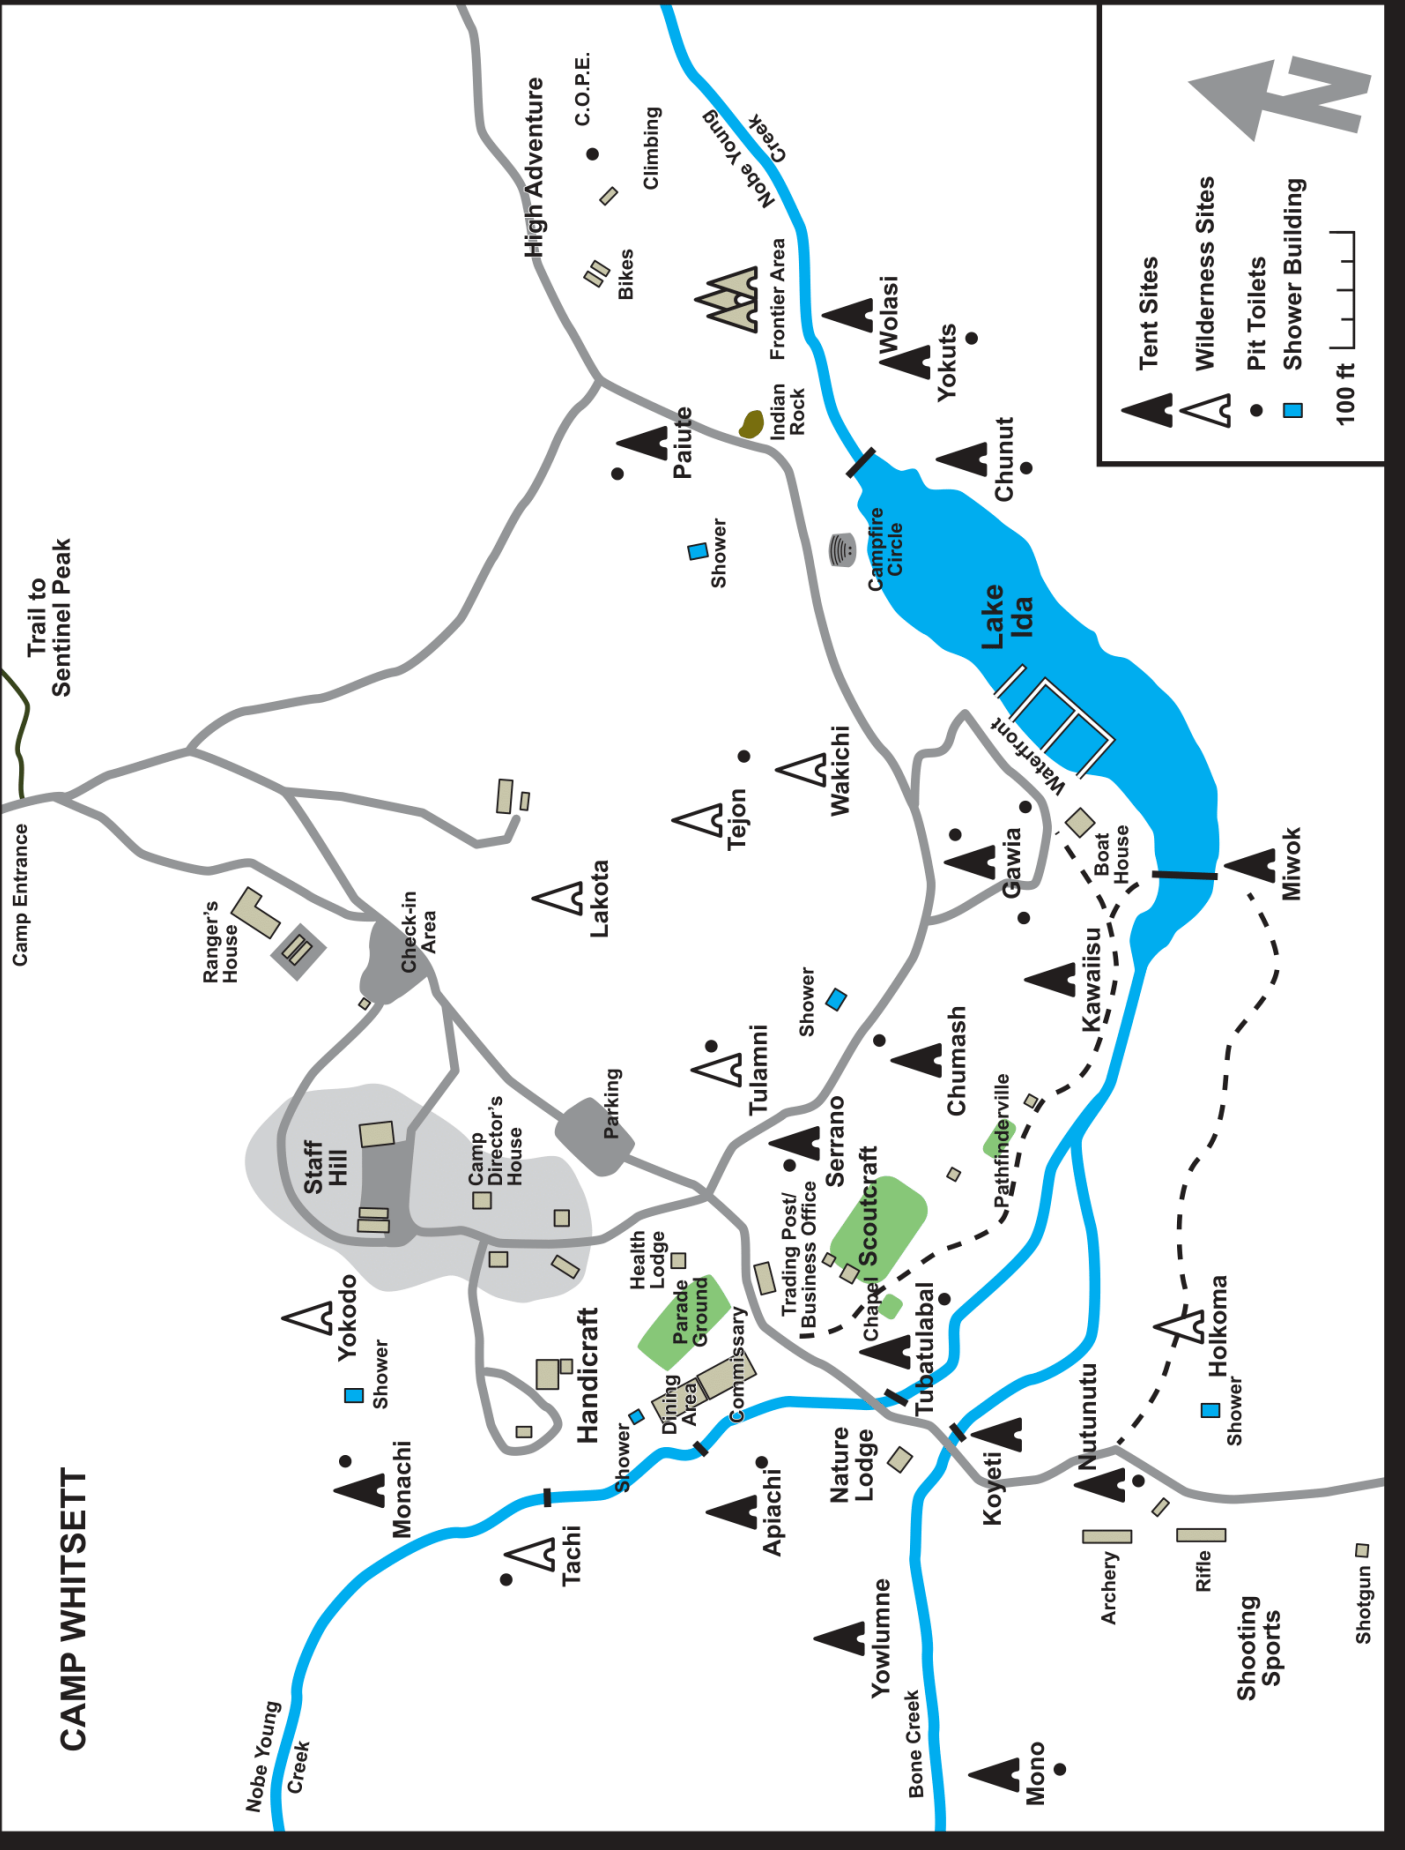 CAMP WHITSETT
Camp Entrance
Trail to
Sentinel Peak
Nobe Young
Creek
Ranger's
House
Check-in
Area
Staff
Hill
Yokodo
Shower
Monachi
Camp
Director's
House
Parking
Lakota
High Adventure
C.O.P.E.
Climbing
Bikes
Tachi
Handicraft
Shower
Dining
Area
Commissary
Parade
Ground
Health
Lodge
Tulamni
Tejon
Shower
Paiute
Indian
Rock
Frontier Area
Nobe Young
Creek
Apiachi
Trading Post/
Business Office
Serrano
Shower
Wakichi
Campfire
Circle
Wolasi
Yokuts
Chunut
Yowlumne
Nature
Lodge
Chapel
Scoutcraft
Tubatulabal
Chumash
Pathfinderville
Gawia
Waterfront
Lake
Ida
Bone Creek
Mono
Koyeti
Nutunutu
Kawaiisu
Boat
House
Miwok
Archery
Rifle
Holkoma
Shower
Shooting
Sports
Shotgun
Tent Sites
Wilderness Sites
Pit Toilets
Shower Building
100 ft
N